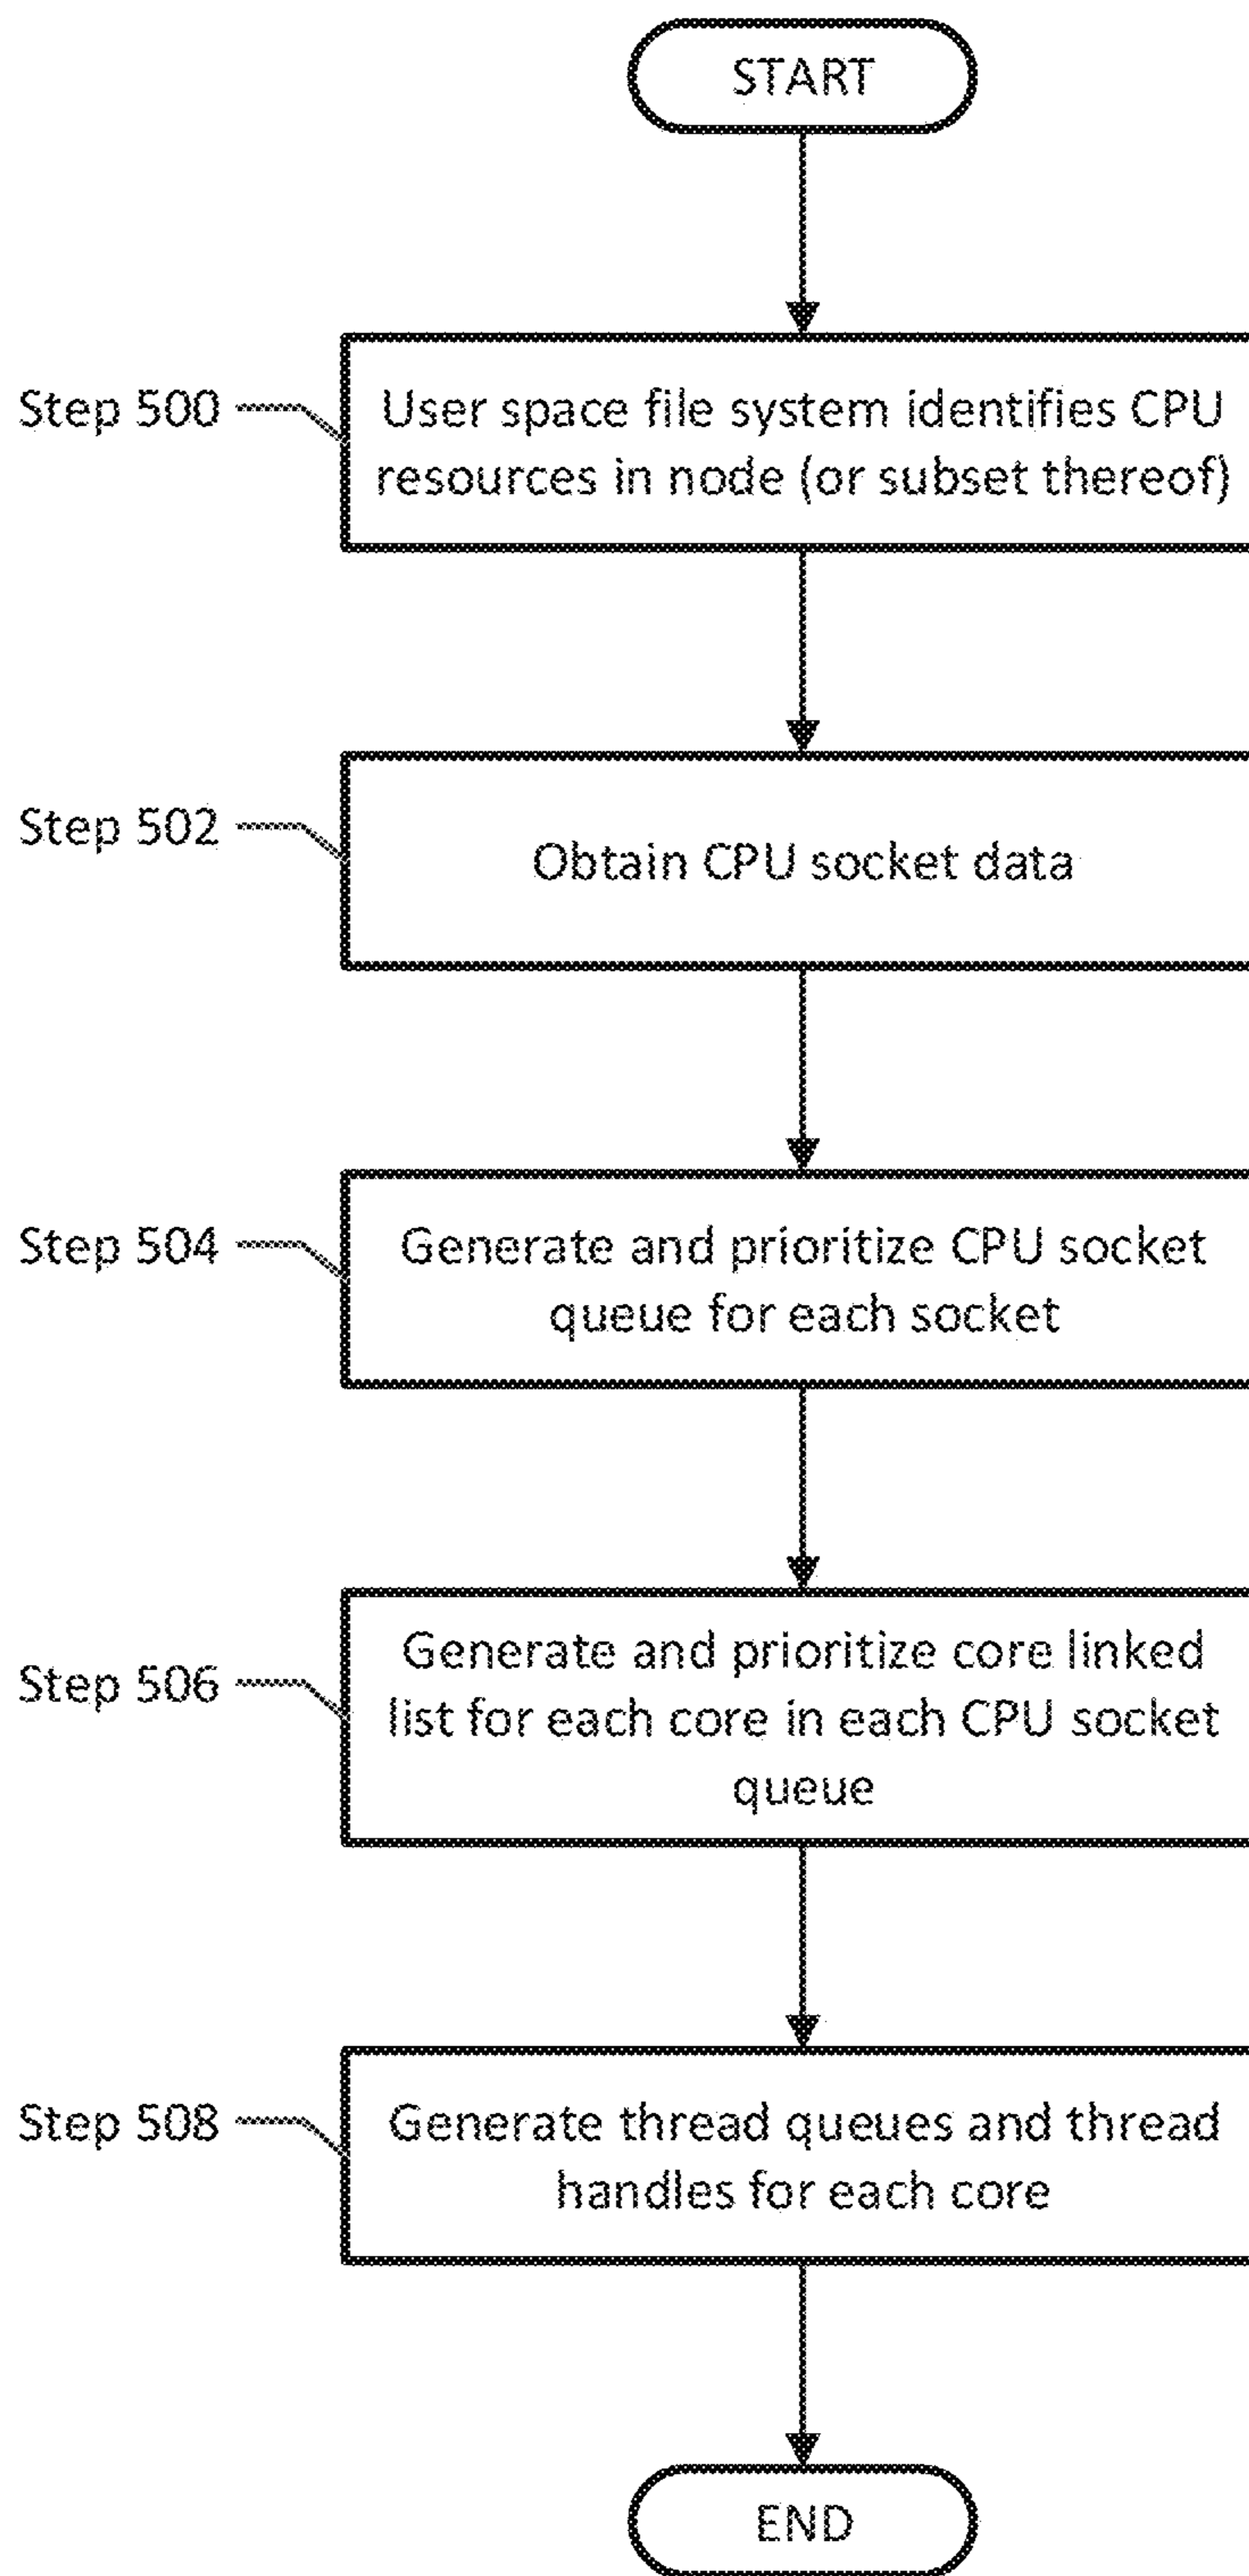 START
Step 500
User space file system identifies CPU
resources in node (or subset thereof)
Step 502
Obtain CPU socket data
Step 504
Generate and prioritize CPU socket
queue for each socket
Step 506
Generate and prioritize core linked
list for each core in each CPU socket
queue
Step 508
Generate thread queues and thread
handles for each core
END